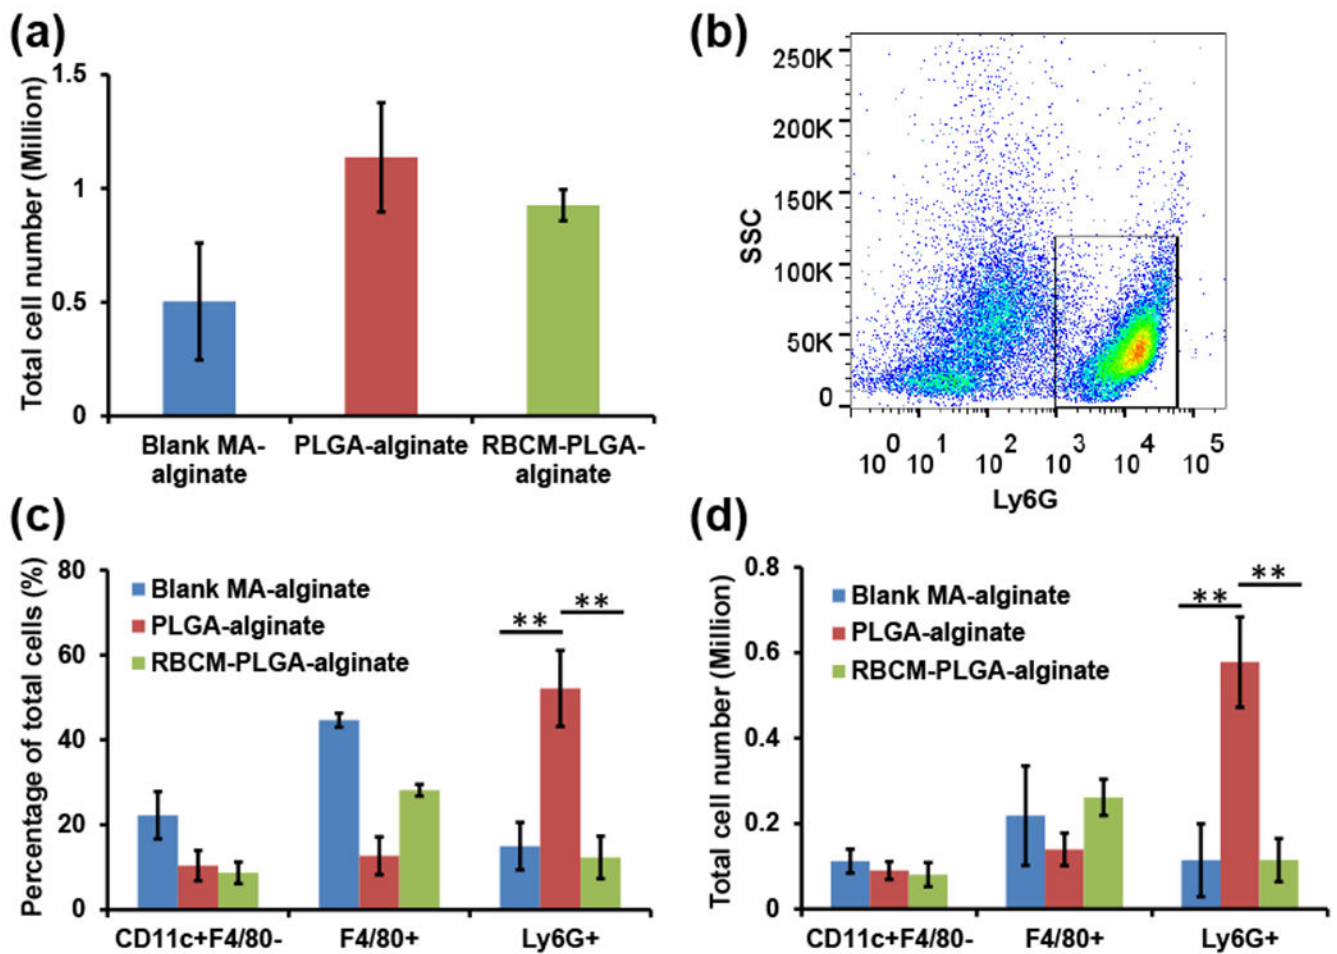 (a)
Total cell number (Million)
1.5
1
0.5
0
Blank MA-
alginate
PLGA-alginate
RBCM-PLGA-
alginate
(b)
SSC
250K
200K
150K
100K
50K
0
10^0
10^1
10^2
10^3
10^4
10^5
Ly6G
(c)
Percentage of total cells (%)
80
60
40
20
0
Blank MA-alginate
PLGA-alginate
RBCM-PLGA-alginate
**
**
CD11c+F4/80-
F4/80+
Ly6G+
(d)
Total cell number (Million)
0.8
0.6
0.4
0.2
0
Blank MA-alginate
PLGA-alginate
RBCM-PLGA-alginate
**
**
CD11c+F4/80-
F4/80+
Ly6G+